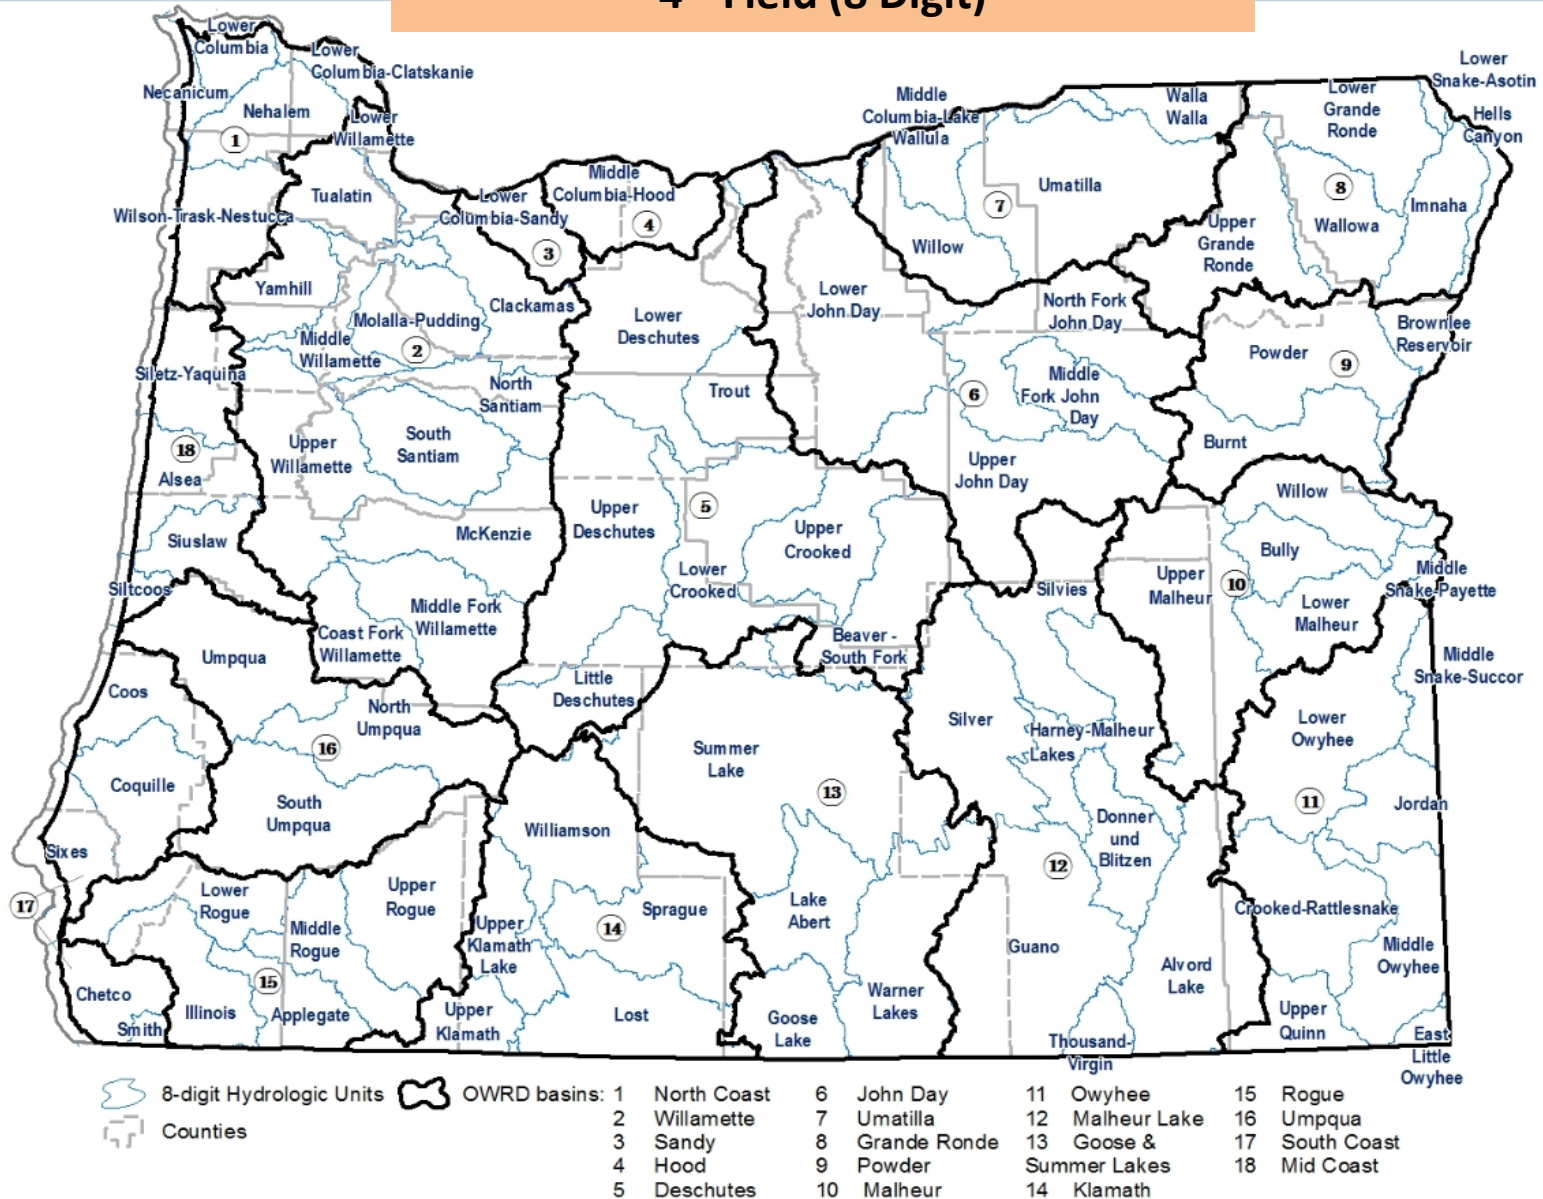 4   Field (8 Digit)
Lower
Columbia
Lower
Columbia-Clatskanie
Necanicum
Nehalem
1
Lower
Willamette
Tualatin
Wilson-Trask-Nestucca
Lower
Columbia-Sandy
3
Middle
Columbia-Hood
4
Middle
Columbia-Lake
Wallula
Walla
Walla
Umatilla
7
Willow
Lower
Grande
Ronde
Lower
Snake-Asotin
Hells
Canyon
8
Wallowa
Imnaha
Upper
Grande
Ronde
Yamhill
Clackamas
Molalla-Pudding
2
Middle
Willamette
Lower
Deschutes
Lower
John Day
North Fork
John Day
Brownlee
Reservoir
Powder
9
Siletz-Yaquina
North
Santiam
Trout
6
Middle
Fork John
Day
18
Alsea
Upper
Willamette
South
Santiam
Upper
John Day
Burnt
Willow
5
Upper
Deschutes
Upper
Crooked
McKenzie
Siuslaw
Siltcoos
Lower
Crooked
Silvies
Upper
Malheur
Bully
10
Lower
Malheur
Middle
Snake-Payette
Coast Fork
Willamette
Middle Fork
Willamette
Beaver -
South Fork
Umpqua
Coos
Little
Deschutes
Middle
Snake-Succor
North
Umpqua
16
Summer
Lake
Silver
Harney-Malheur
Lakes
Lower
Owyhee
Coquille
South
Umpqua
13
11
Jordan
Williamson
Donner
und
Blitzen
Sixes
12
17
Lower
Rogue
Upper
Rogue
Middle
Rogue
Upper
Klamath
Lake
14
Sprague
Lake
Abert
Crooked-Rattlesnake
Guano
Middle
Owyhee
15
Chetco
Smith
Illinois
Applegate
Upper
Klamath
Lost
Goose
Lake
Warner
Lakes
Alvord
Lake
Upper
Quinn
Thousand-
Virgin
East
Little
Owyhee
8-digit Hydrologic Units
Counties
OWRD basins:
1 North Coast
2 Willamette
3 Sandy
4 Hood
5 Deschutes
6 John Day
7 Umatilla
8 Grande Ronde
9 Powder
10 Malheur
11 Owyhee
12 Malheur Lake
13 Goose &
Summer Lakes
14 Klamath
15 Rogue
16 Umpqua
17 South Coast
18 Mid Coast